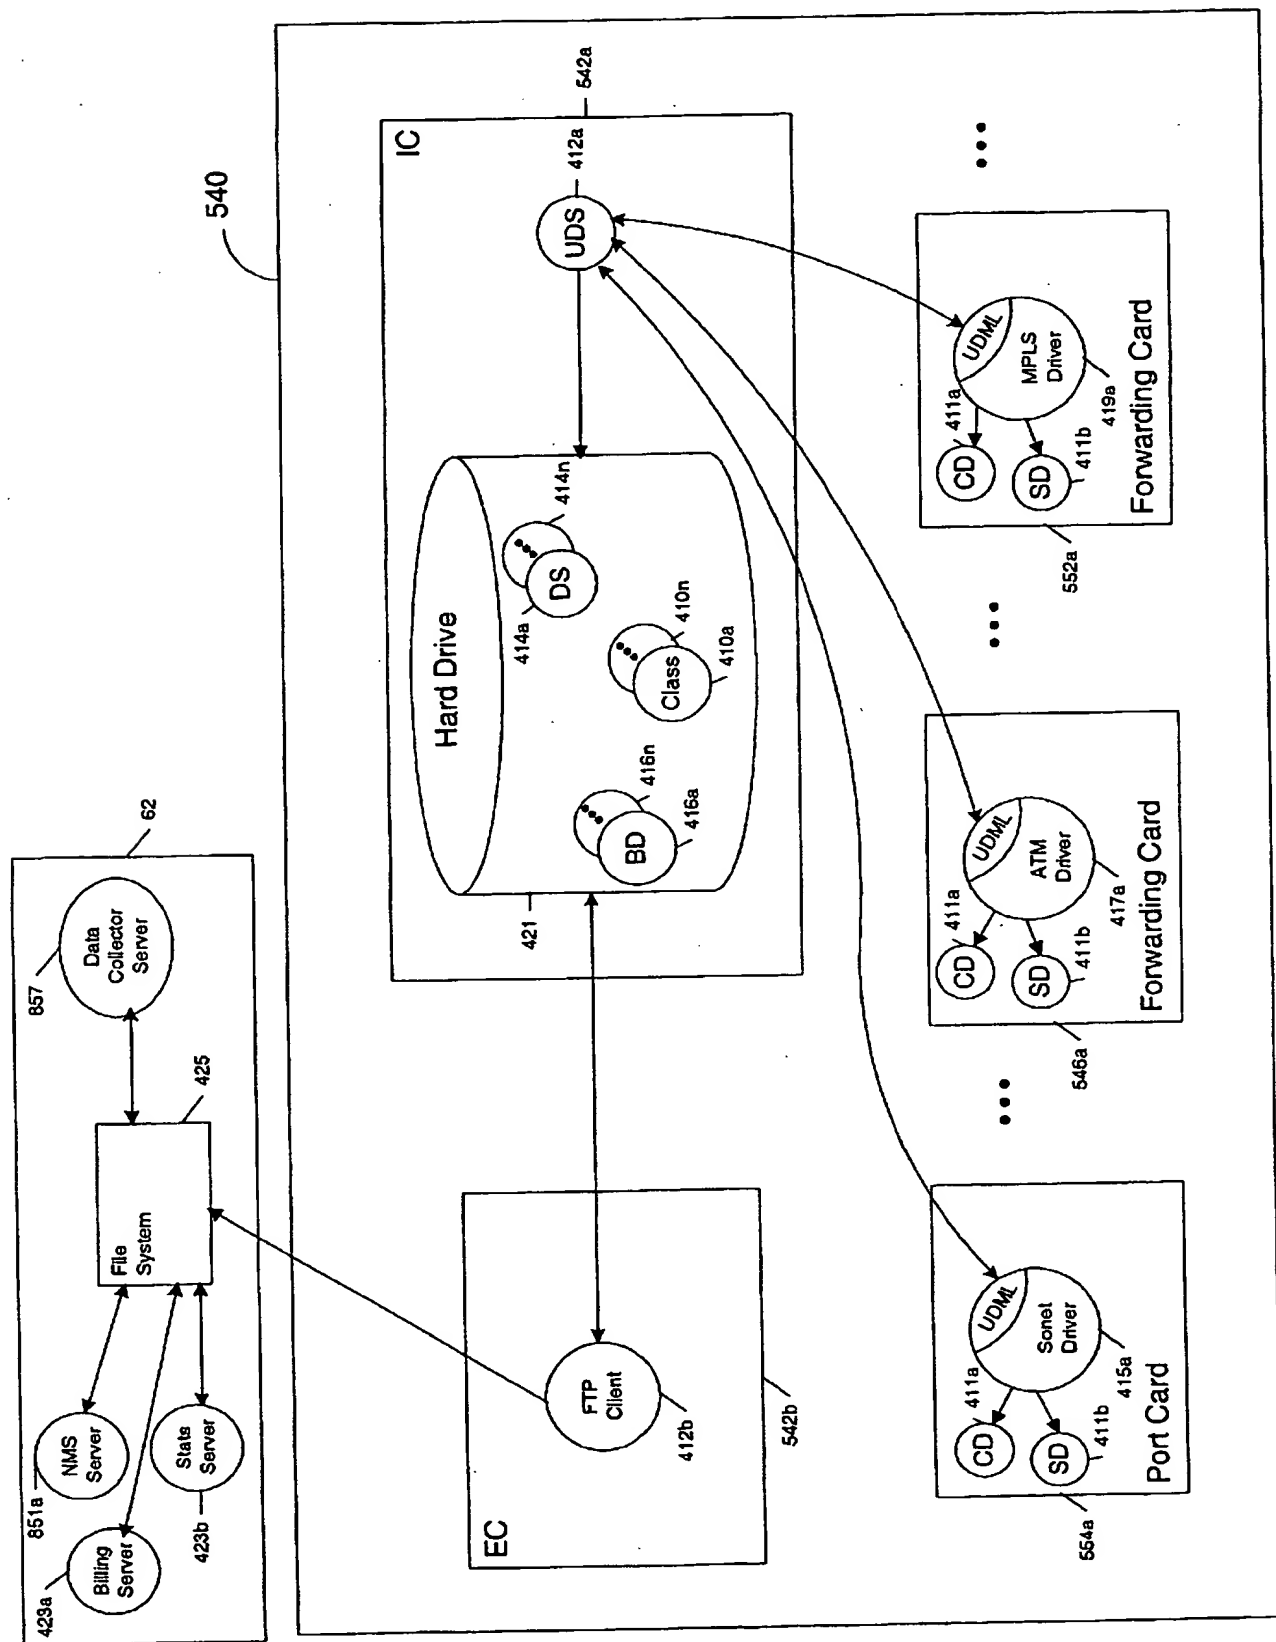 62
857
Data
Collector
Server
425
File
System
851a
NMS
Server
423a
Billing
Server
423b
Stats
Server
540
IC
542a
UDS
412a
Hard Drive
421
DS
414a
414n
Class
410a
410n
BD
416a
416n
EC
FTP
Client
412b
542b
UDML
Sonet
Driver
415a
CD
411a
SD
411b
Port Card
554a
•••
UDML
ATM
Driver
417a
CD
411a
SD
411b
Forwarding Card
546a
•••
UDML
MPLS
Driver
419a
CD
411a
SD
411b
Forwarding Card
552a
•••